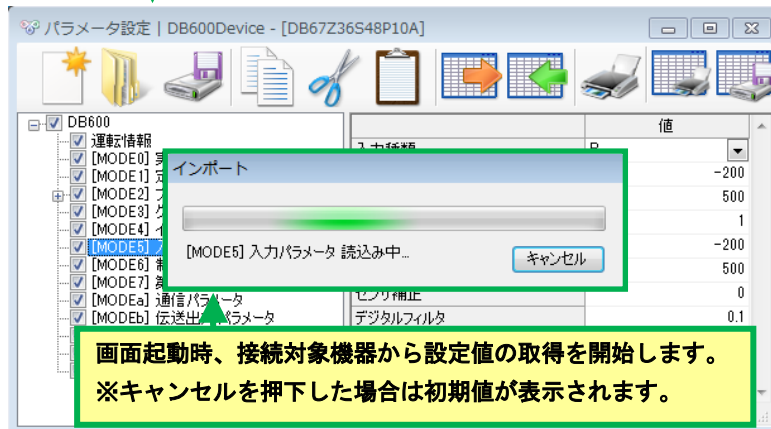 パラメータ設定 | DB600Device - [DB67Z36S48P10A]
DB600
値
運転情報
[MODE0]
B
[MODE1]
-200
[MODE2]
500
[MODE3]
1
[MODE4]
[MODE5]
-200
[MODE6]
500
[MODE7]
0
[MODEa] 通信パラメータ
[MODEb] 伝送出力パラメータ
デジタルフィルタ
0.1
インポート
[MODE5] 入力パラメータ 読込み中...
キャンセル
画面起動時、接続対象機器から設定値の取得を開始します。
※キャンセルを押下した場合は初期値が表示されます。